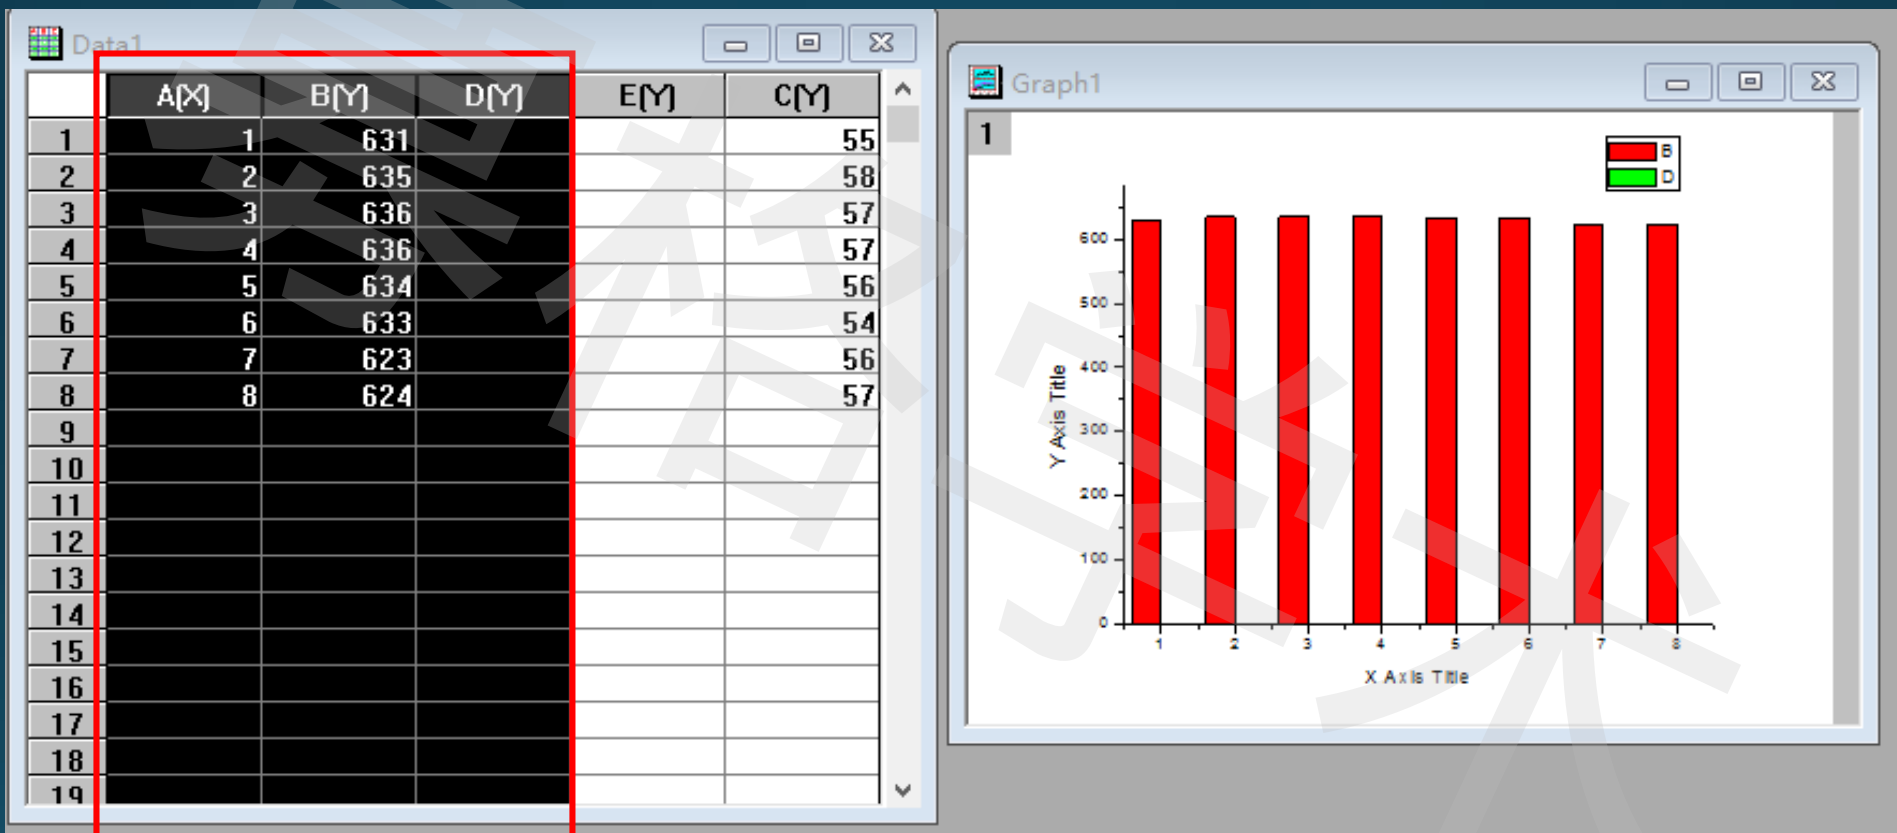 Data1
A(X) B(Y) D(Y) E(Y) C(Y)
1 1 631 55
2 2 635 58
3 3 636 57
4 4 636 57
5 5 634 56
6 6 633 54
7 7 623 56
8 8 624 57
9
10
11
12
13
14
15
16
17
18
19
Graph1
1
B
D
600
500
400
300
200
100
0
Y Axis Title
1 2 3 4 5 6 7 8
X Axis Title